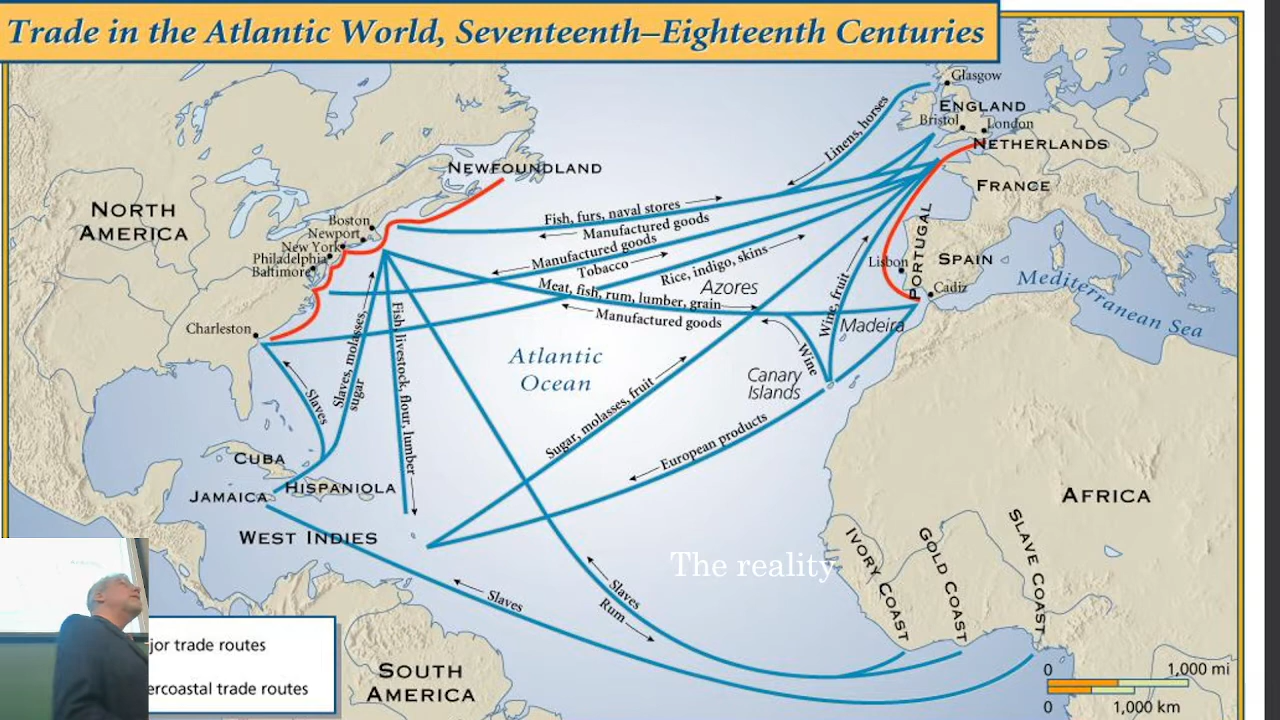 Trade in the Atlantic World, Seventeenth–Eighteenth Centuries
Glasgow
ENGLAND
Bristol
London
NETHERLANDS
FRANCE
Linens, horses
NEWFOUNDLAND
NORTH
AMERICA
Boston
Newport
New York
Philadelphia
Baltimore
Charleston
Fish, furs, naval stores
Manufactured goods
Manufactured goods
Tobacco
Rice, indigo, skins
Meat, fish, rum, lumber, grain
Manufactured goods
Azores
PORTUGAL
Lisbon
SPAIN
Cadiz
Mediterranean Sea
Wine, fruit
Madeira
Wine
Canary
Islands
Atlantic
Ocean
Slaves
Slaves, molasses,
sugar
Fish, livestock, flour, lumber
Sugar, molasses, fruit
European products
CUBA
JAMAICA
HISPANIOLA
WEST INDIES
AFRICA
IVORY COAST
GOLD COAST
SLAVE COAST
The reality
Slaves
Rum
Slaves
SOUTH
AMERICA
jor trade routes
ercoastal trade routes
0 1,000 mi
0 1,000 km